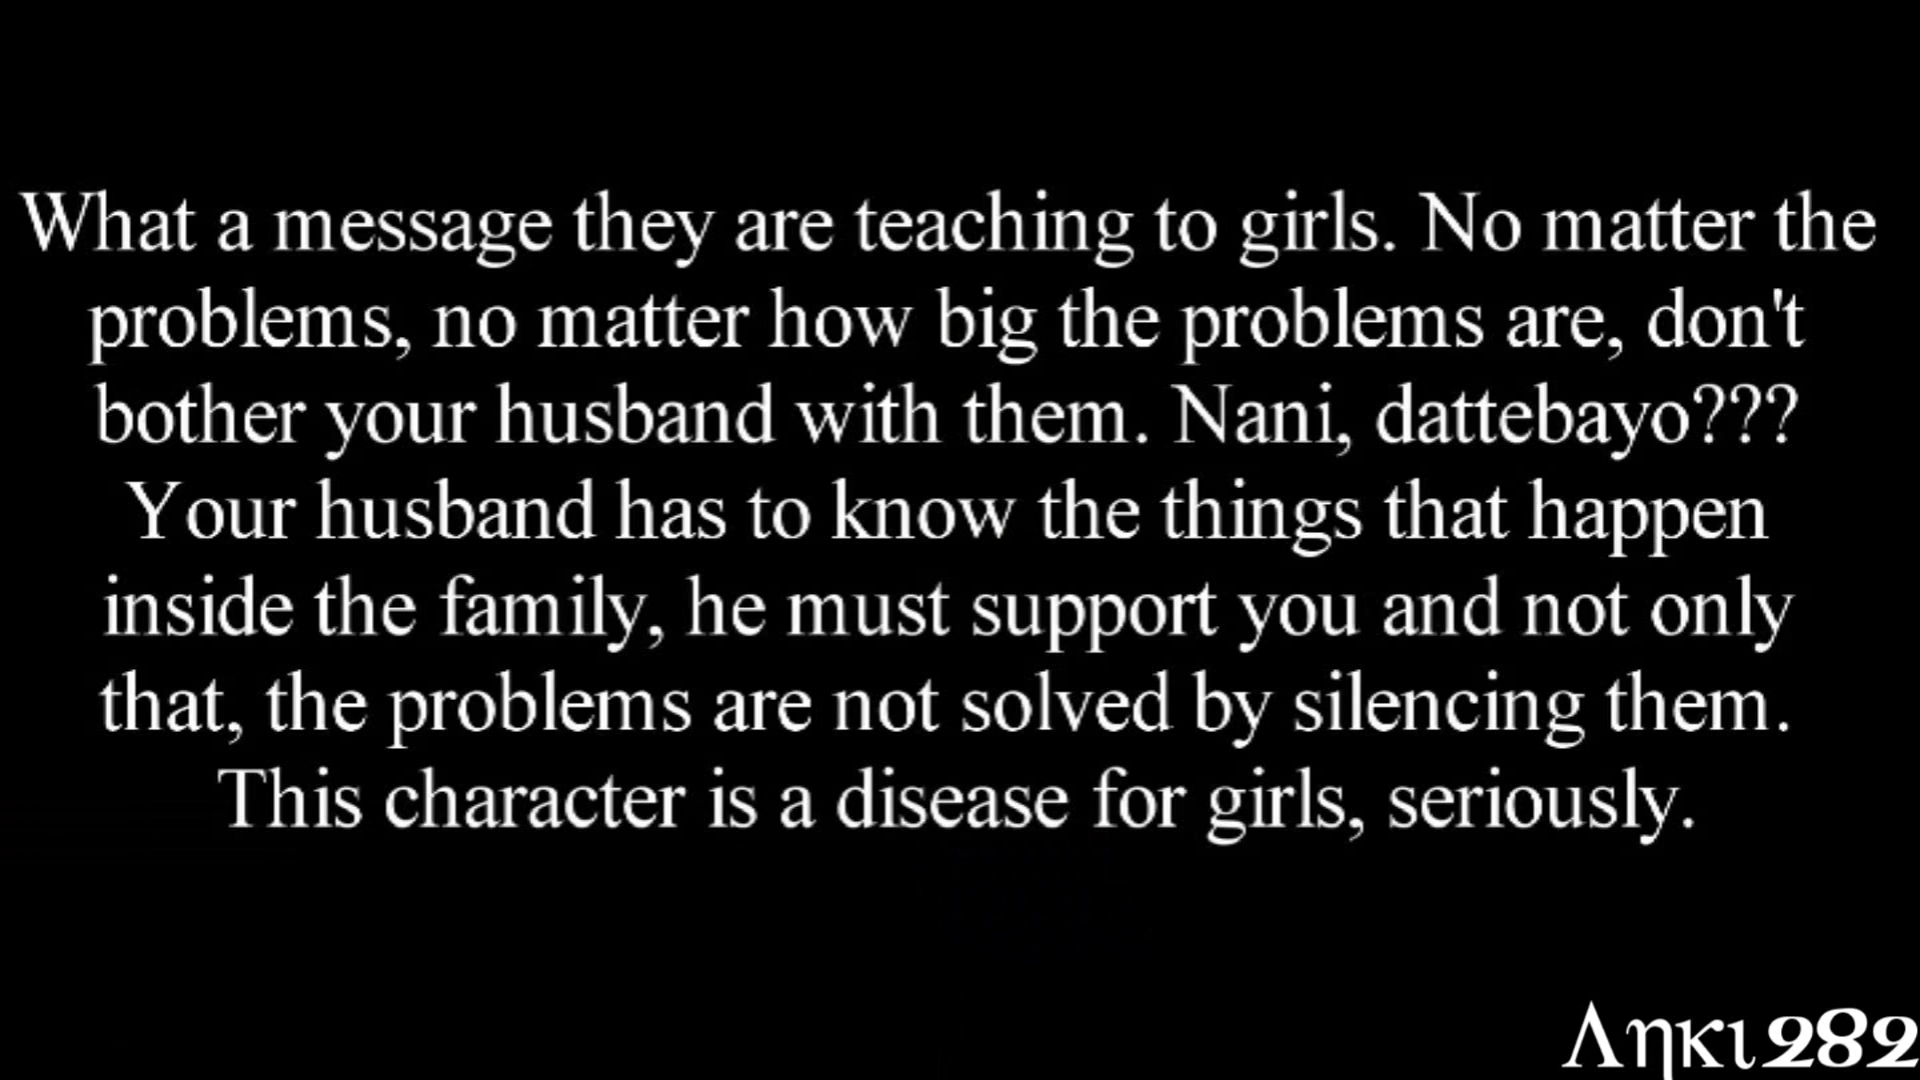 What a message they are teaching to girls. No matter the
problems, no matter how big the problems are, don't
bother your husband with them. Nani, dattebayo???
Your husband has to know the things that happen
inside the family, he must support you and not only
that, the problems are not solved by silencing them.
This character is a disease for girls, seriously.
Ληκι282